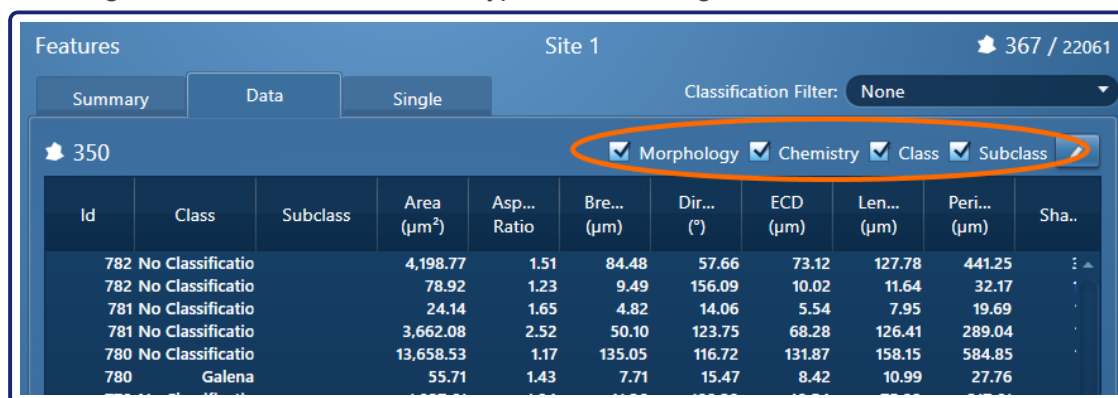 Features Site 1 367 / 22061
Summary Data Single Classification Filter: None
350 Morphology Chemistry Class Subclass
Id Class Subclass Area (µm²) Asp... Ratio Bre... (µm) Dir... (°) ECD (µm) Len... (µm) Peri... (µm) Sha..
782 No Classificatio 4,198.77 1.51 84.48 57.66 73.12 127.78 441.25
782 No Classificatio 78.92 1.23 9.49 156.09 10.02 11.64 32.17
781 No Classificatio 24.14 1.65 4.82 14.06 5.54 7.95 19.69
781 No Classificatio 3,662.08 2.52 50.10 123.75 68.28 126.41 289.04
780 No Classificatio 13,658.53 1.17 135.05 116.72 131.87 158.15 584.85
780 Galena 55.71 1.43 7.71 15.47 8.42 10.99 27.76